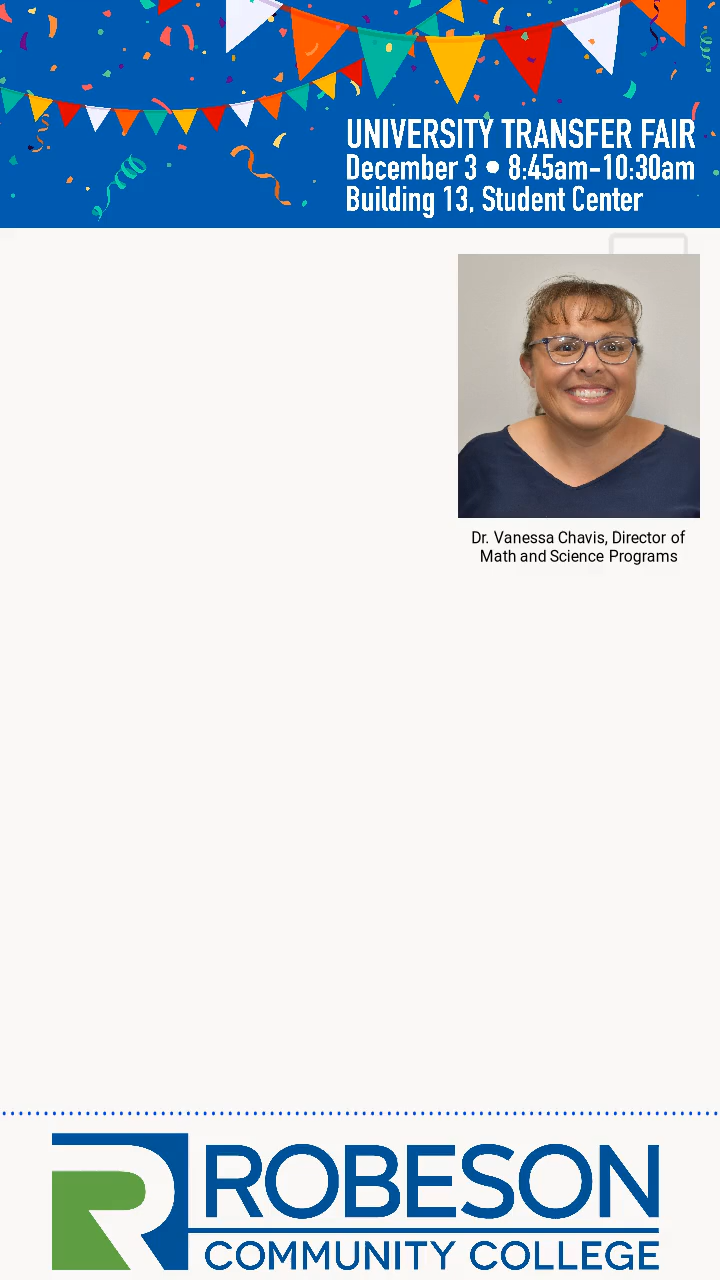 UNIVERSITY TRANSFER FAIR
December 3 • 8:45am-10:30am
Building 13, Student Center
Dr. Vanessa Chavis, Director of
Math and Science Programs
R ROBESON
COMMUNITY COLLEGE